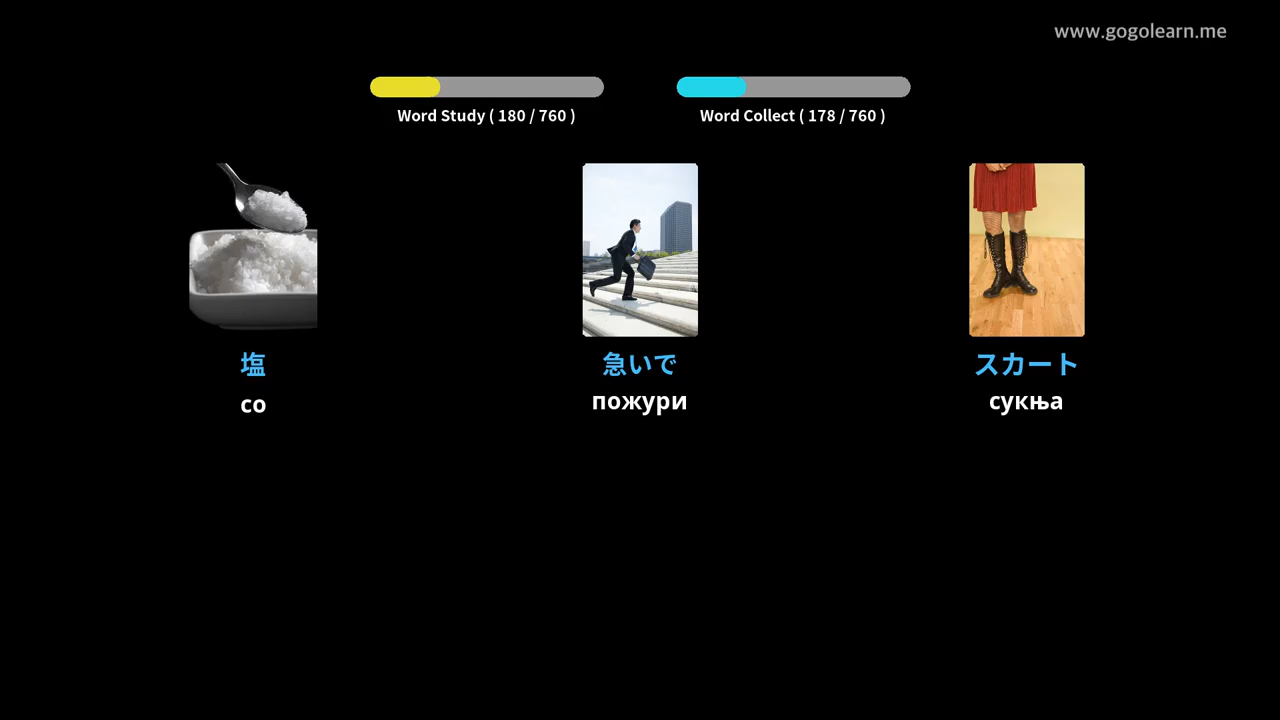 www.gogolearn.me
Word Study ( 180 / 760 )
Word Collect ( 178 / 760 )
塩
со
急いで
пожури
スカート
сукња